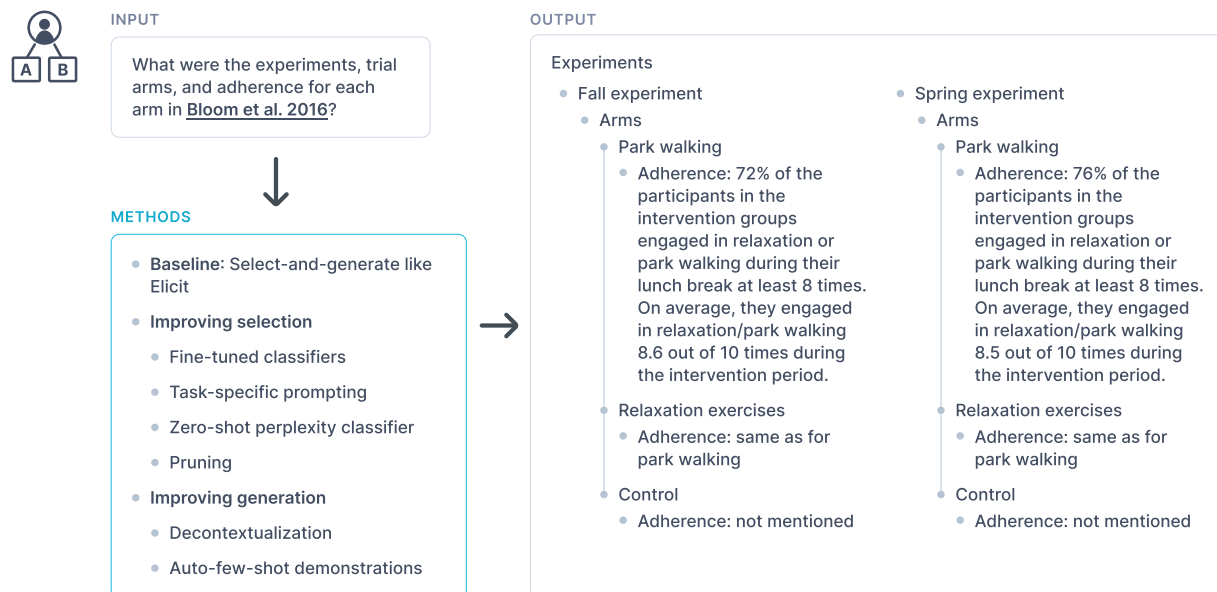 A
B
INPUT
What were the experiments, trial
arms, and adherence for each
arm in Bloom et al. 2016?
METHODS
Baseline: Select-and-generate like
Elicit
Improving selection
Fine-tuned classifiers
Task-specific prompting
Zero-shot perplexity classifier
Pruning
Improving generation
Decontextualization
Auto-few-shot demonstrations
OUTPUT
Experiments
Fall experiment
Arms
Park walking
Adherence: 72% of the
participants in the
intervention groups
engaged in relaxation or
park walking during their
lunch break at least 8 times.
On average, they engaged
in relaxation/park walking
8.6 out of 10 times during
the intervention period.
Relaxation exercises
Adherence: same as for
park walking
Control
Adherence: not mentioned
Spring experiment
Arms
Park walking
Adherence: 76% of the
participants in the
intervention groups
engaged in relaxation or
park walking during their
lunch break at least 8 times.
On average, they engaged
in relaxation/park walking
8.5 out of 10 times during
the intervention period.
Relaxation exercises
Adherence: same as for
park walking
Control
Adherence: not mentioned